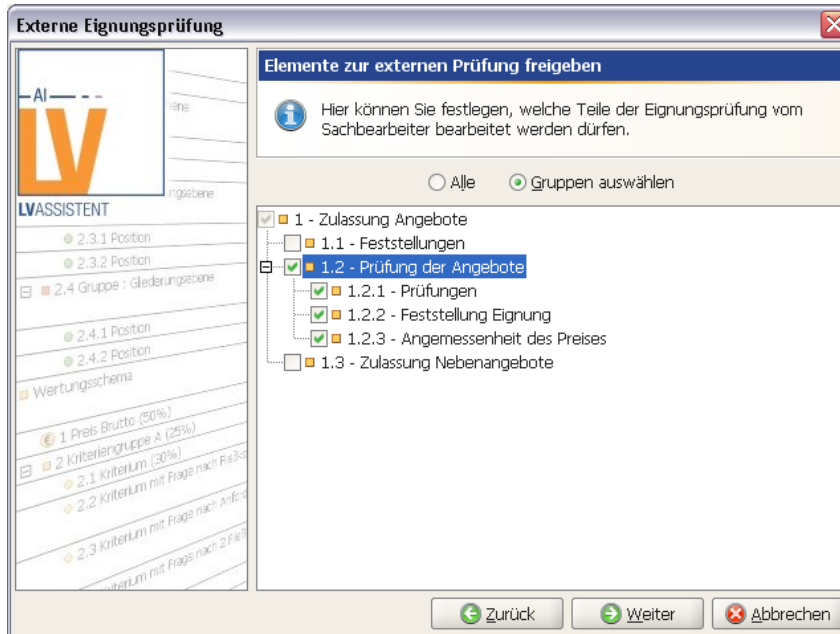 Externe Eignungsprüfung
AI
LV
LVASSISTENT
ngsebene
2.3.1 Position
2.3.2 Position
2.4 Gruppe : Gliederungsebene
2.4.1 Position
2.4.2 Position
Wertungsschema
1 Preis Brutto (50%)
2 Kriteriengruppe A (25%)
2.1 Kriterium (30%)
2.2 Kriterium mit Frage nach
2.3 Kriterium mit Frage nach
iterium mit Frage nach
Elemente zur externen Prüfung freigeben
Hier können Sie festlegen, welche Teile der Eignungsprüfung vom
Sachbearbeiter bearbeitet werden dürfen.
Alle Gruppen auswählen
1 - Zulassung Angebote
1.1 - Feststellungen
1.2 - Prüfung der Angebote
1.2.1 - Prüfungen
1.2.2 - Feststellung Eignung
1.2.3 - Angemessenheit des Preises
1.3 - Zulassung Nebenangebote
Zurück Weiter Abbrechen